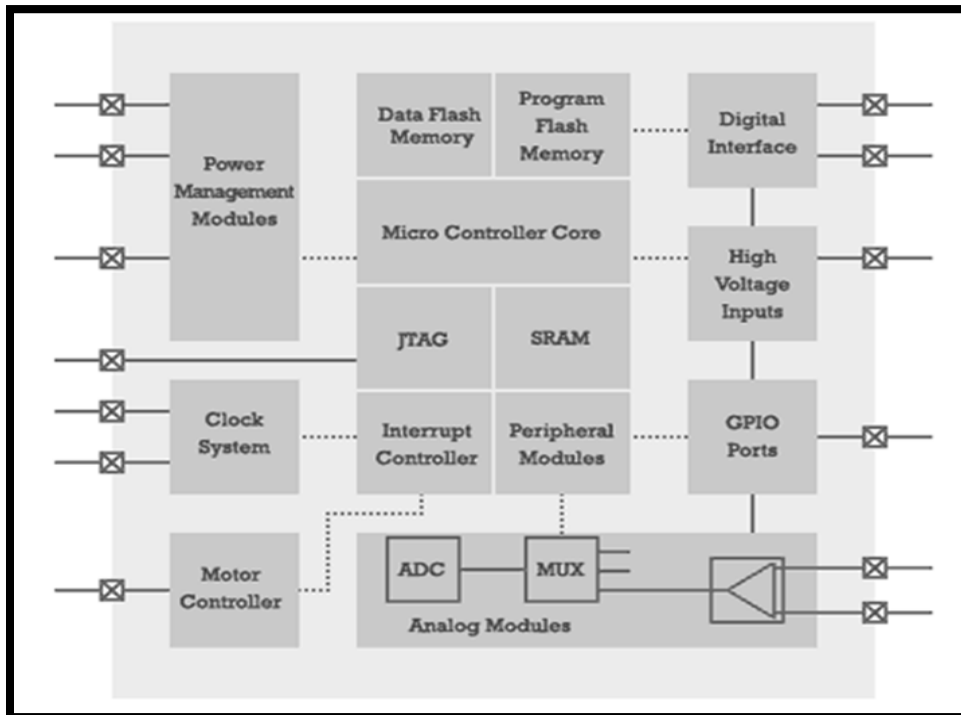 Power
Management
Modules
Data Flash
Memory
Program
Flash
Memory
Digital
Interface
Micro Controller Core
High
Voltage
Inputs
JTAG
SRAM
Clock
System
Interrupt
Controller
Peripheral
Modules
GPIO
Ports
Motor
Controller
ADC
MUX
Analog Modules